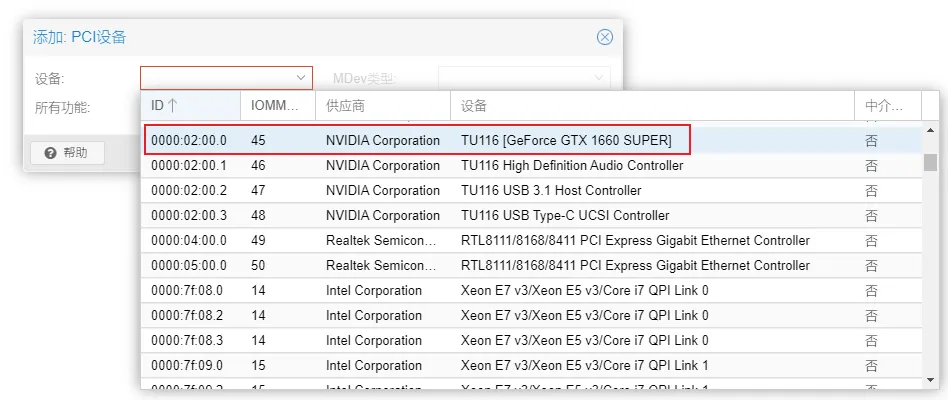 添加: PCI设备
设备:
MDev类型:
所有功能:
帮助
ID IOMM... 供应商 设备 中介...
0000:02:00.0 45 NVIDIA Corporation TU116 [GeForce GTX 1660 SUPER] 否
0000:02:00.1 46 NVIDIA Corporation TU116 High Definition Audio Controller 否
0000:02:00.2 47 NVIDIA Corporation TU116 USB 3.1 Host Controller 否
0000:02:00.3 48 NVIDIA Corporation TU116 USB Type-C UCSI Controller 否
0000:04:00.0 49 Realtek Semicon... RTL8111/8168/8411 PCI Express Gigabit Ethernet Controller 否
0000:05:00.0 50 Realtek Semicon... RTL8111/8168/8411 PCI Express Gigabit Ethernet Controller 否
0000:7f:08.0 14 Intel Corporation Xeon E7 v3/Xeon E5 v3/Core i7 QPI Link 0 否
0000:7f:08.2 14 Intel Corporation Xeon E7 v3/Xeon E5 v3/Core i7 QPI Link 0 否
0000:7f:08.3 14 Intel Corporation Xeon E7 v3/Xeon E5 v3/Core i7 QPI Link 0 否
0000:7f:09.0 15 Intel Corporation Xeon E7 v3/Xeon E5 v3/Core i7 QPI Link 1 否
0000:7f:09.2 15 Intel Corporation Xeon E7 v3/Xeon E5 v3/Core i7 QPI Link 1 否